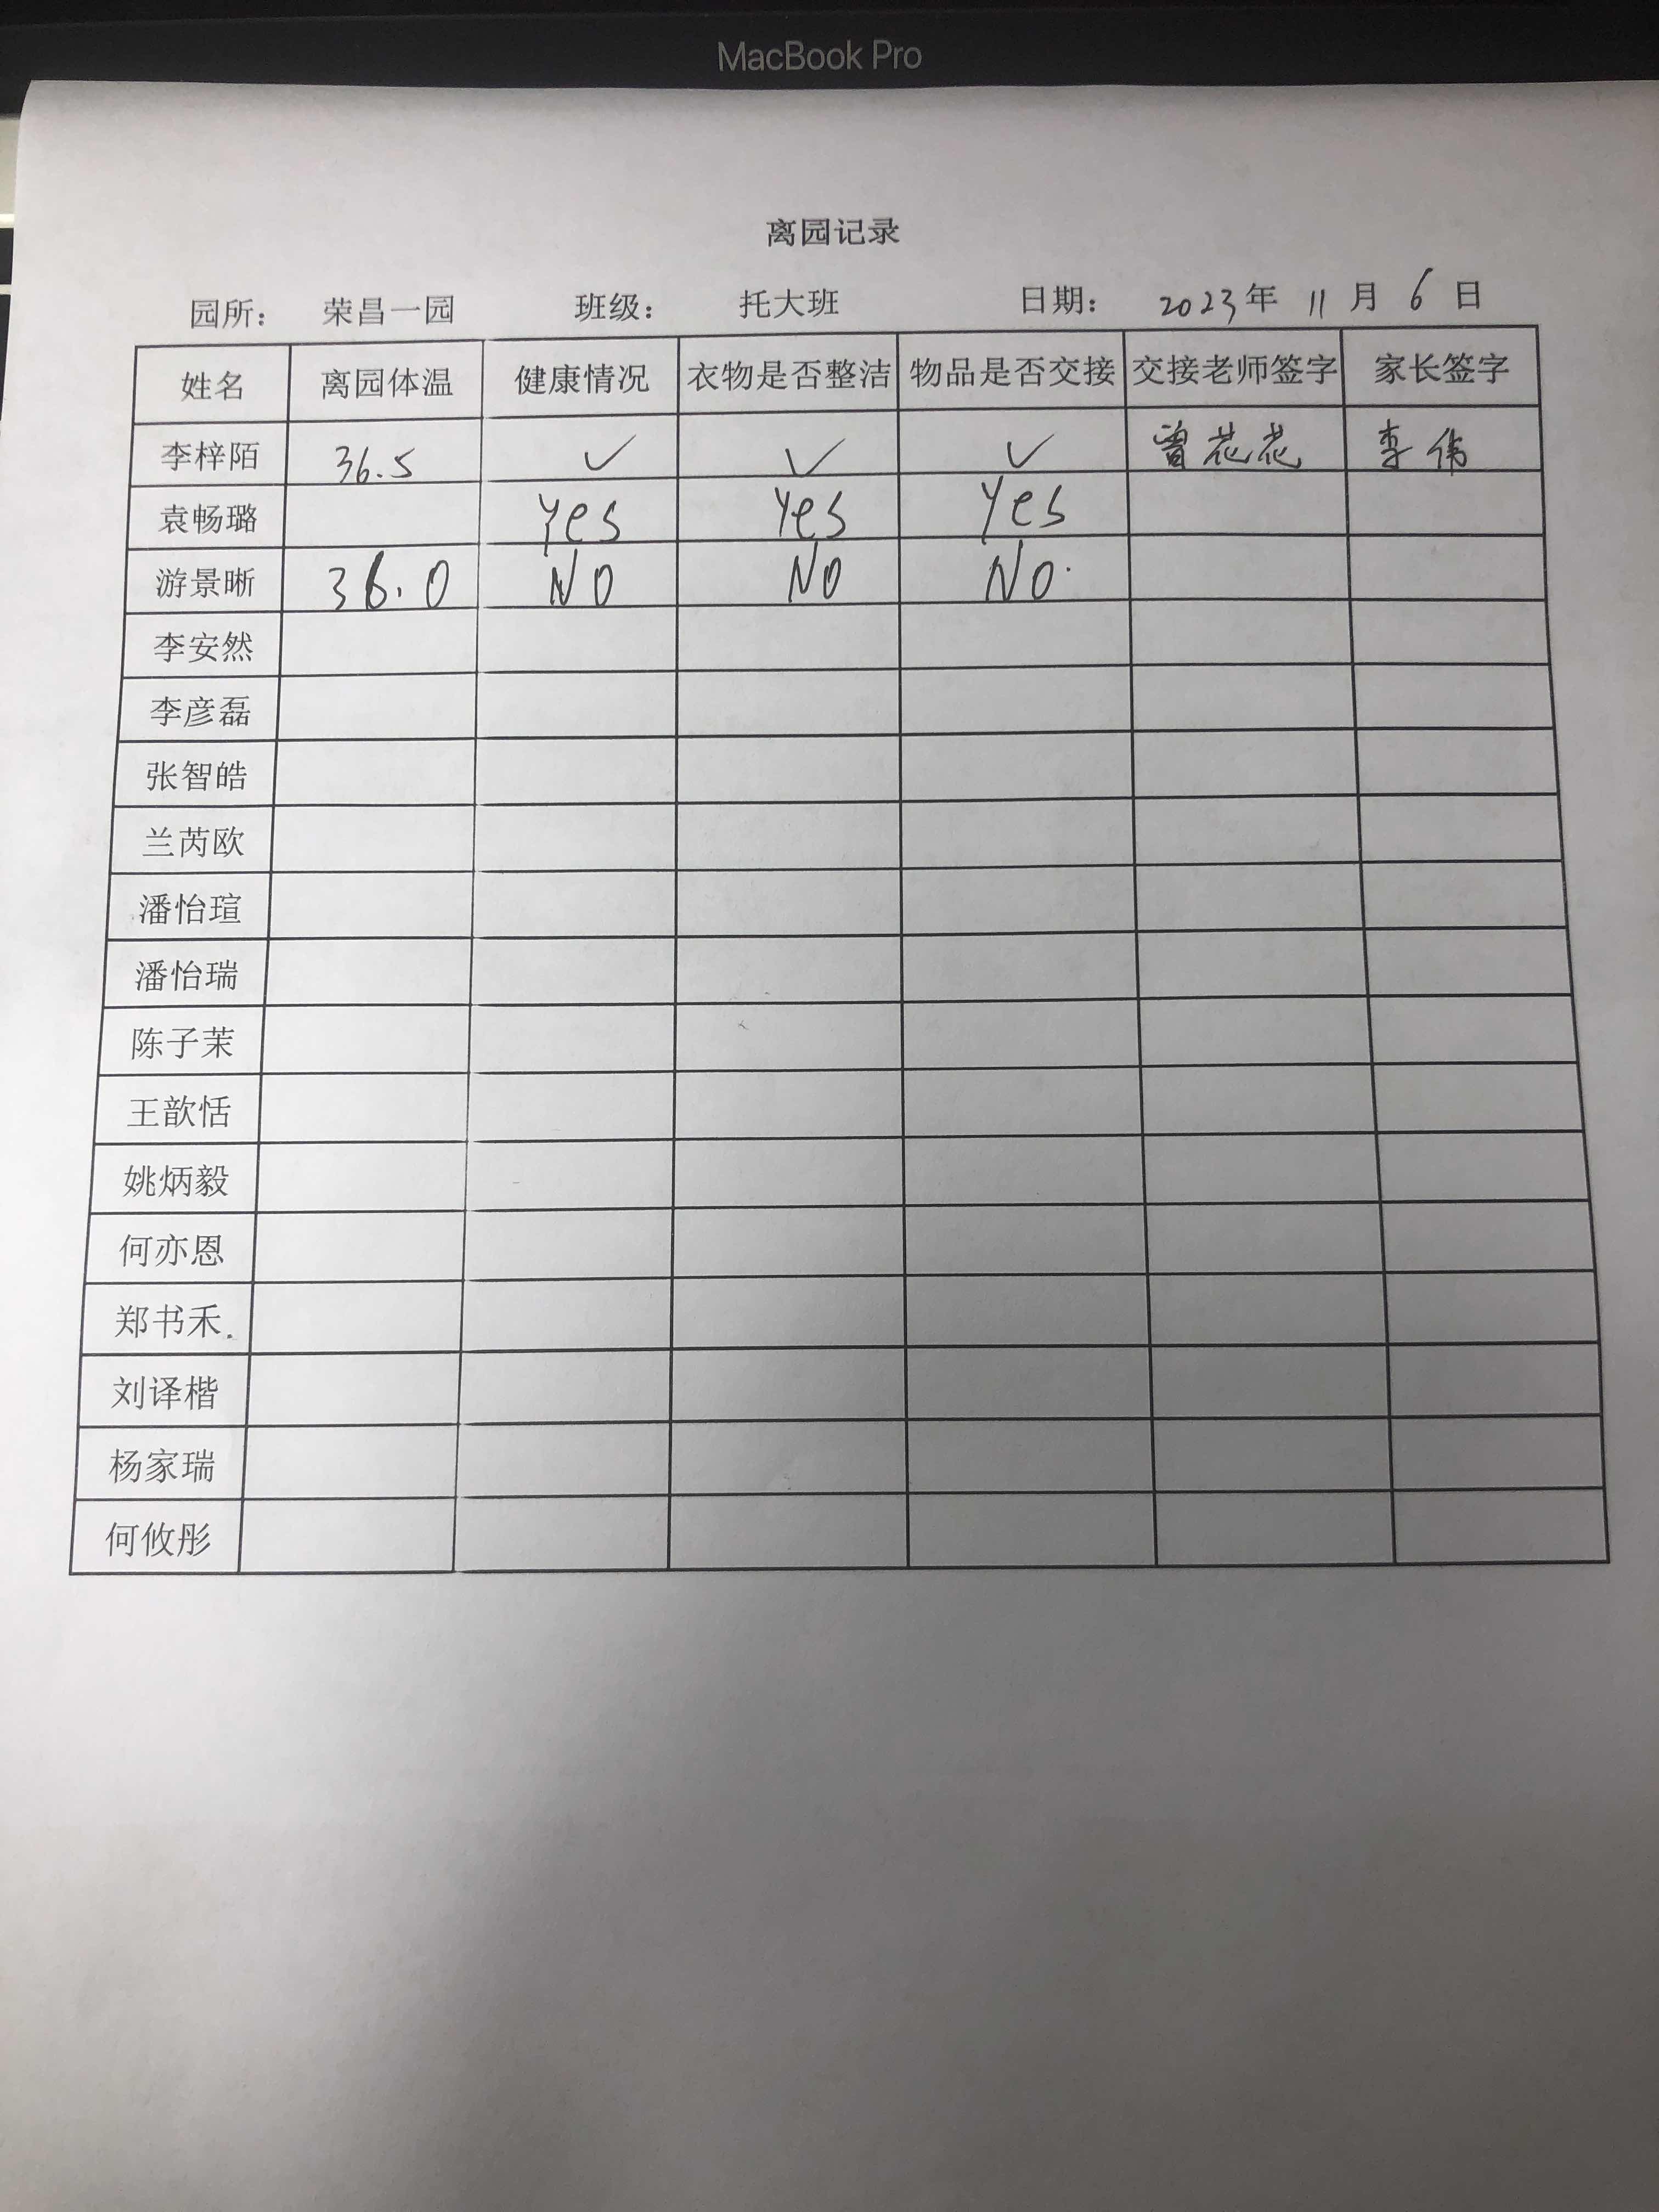 MacBook Pro
离园记录
园所： 荣昌一园 班级： 托大班 日期： 2023年 11 月 6 日
姓名 离园体温 健康情况 衣物是否整洁 物品是否交接 交接老师签字 家长签字
李梓陌 36.5 ✓ ✓ ✓ 曾花花 李伟
袁畅璐 Yes Yes Yes
游景晰 36.0 NO NO NO.
李安然
李彦磊
张智皓
兰芮欧
潘怡瑄
潘怡瑞
陈子茉
王歆恬
姚炳毅
何亦恩
郑书禾.
刘译楷
杨家瑞
何攸彤